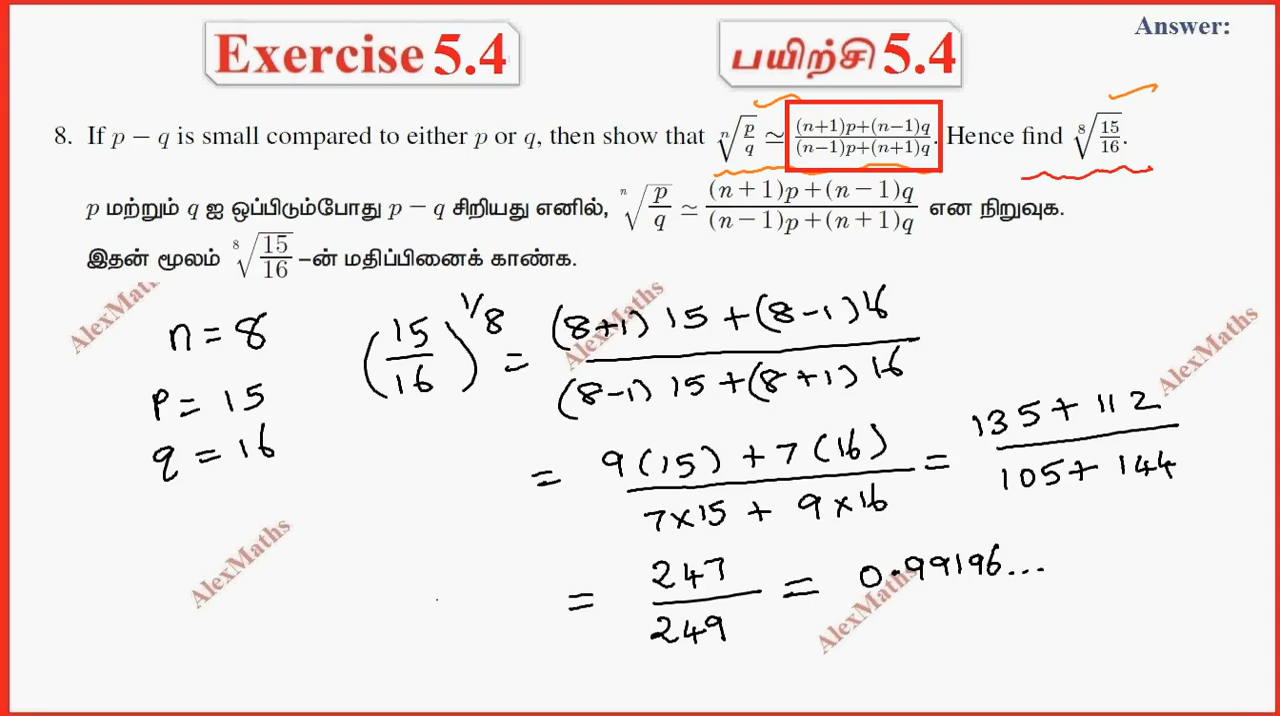 Answer:
Exercise 5.4
பயிற்சி 5.4
8. If p − q is small compared to either p or q, then show that ⁿ√(p/q) ≃ ((n+1)p+(n−1)q)/((n−1)p+(n+1)q). Hence find ⁸√(15/16).
p மற்றும் q ஐ ஒப்பிடும்போது p − q சிறியது எனில், ⁿ√(p/q) ≃ ((n+1)p+(n−1)q)/((n−1)p+(n+1)q) என நிறுவுக.
இதன் மூலம் ⁸√(15/16) –ன் மதிப்பினைக் காண்க.
AlexMaths
AlexMaths
AlexMaths
n = 8
(15/16)^1/8 = ((8+1) 15 + (8-1) 16)/((8-1) 15 + (8+1) 16)
p = 15
q = 16
= (9(15) + 7(16))/(7×15 + 9×16) = (135 + 112)/(105 + 144)
AlexMaths
= 247/249 = 0.99196...
AlexMaths